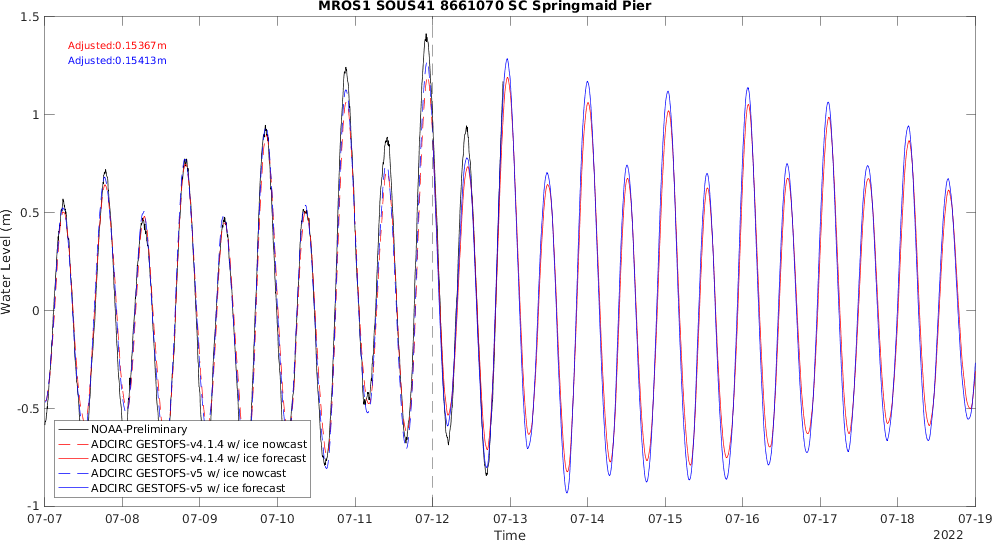 MROS1 SOUS41 8661070 SC Springmaid Pier
1.5
Adjusted:0.15367m
Adjusted:0.15413m
1
0.5
Water Level (m)
0
-0.5
NOAA-Preliminary
ADCIRC GESTOFS-v4.1.4 w/ ice nowcast
ADCIRC GESTOFS-v4.1.4 w/ ice forecast
ADCIRC GESTOFS-v5 w/ ice nowcast
ADCIRC GESTOFS-v5 w/ ice forecast
-1
07-07 07-08 07-09 07-10 07-11 07-12 07-13 07-14 07-15 07-16 07-17 07-18 07-19
Time
2022